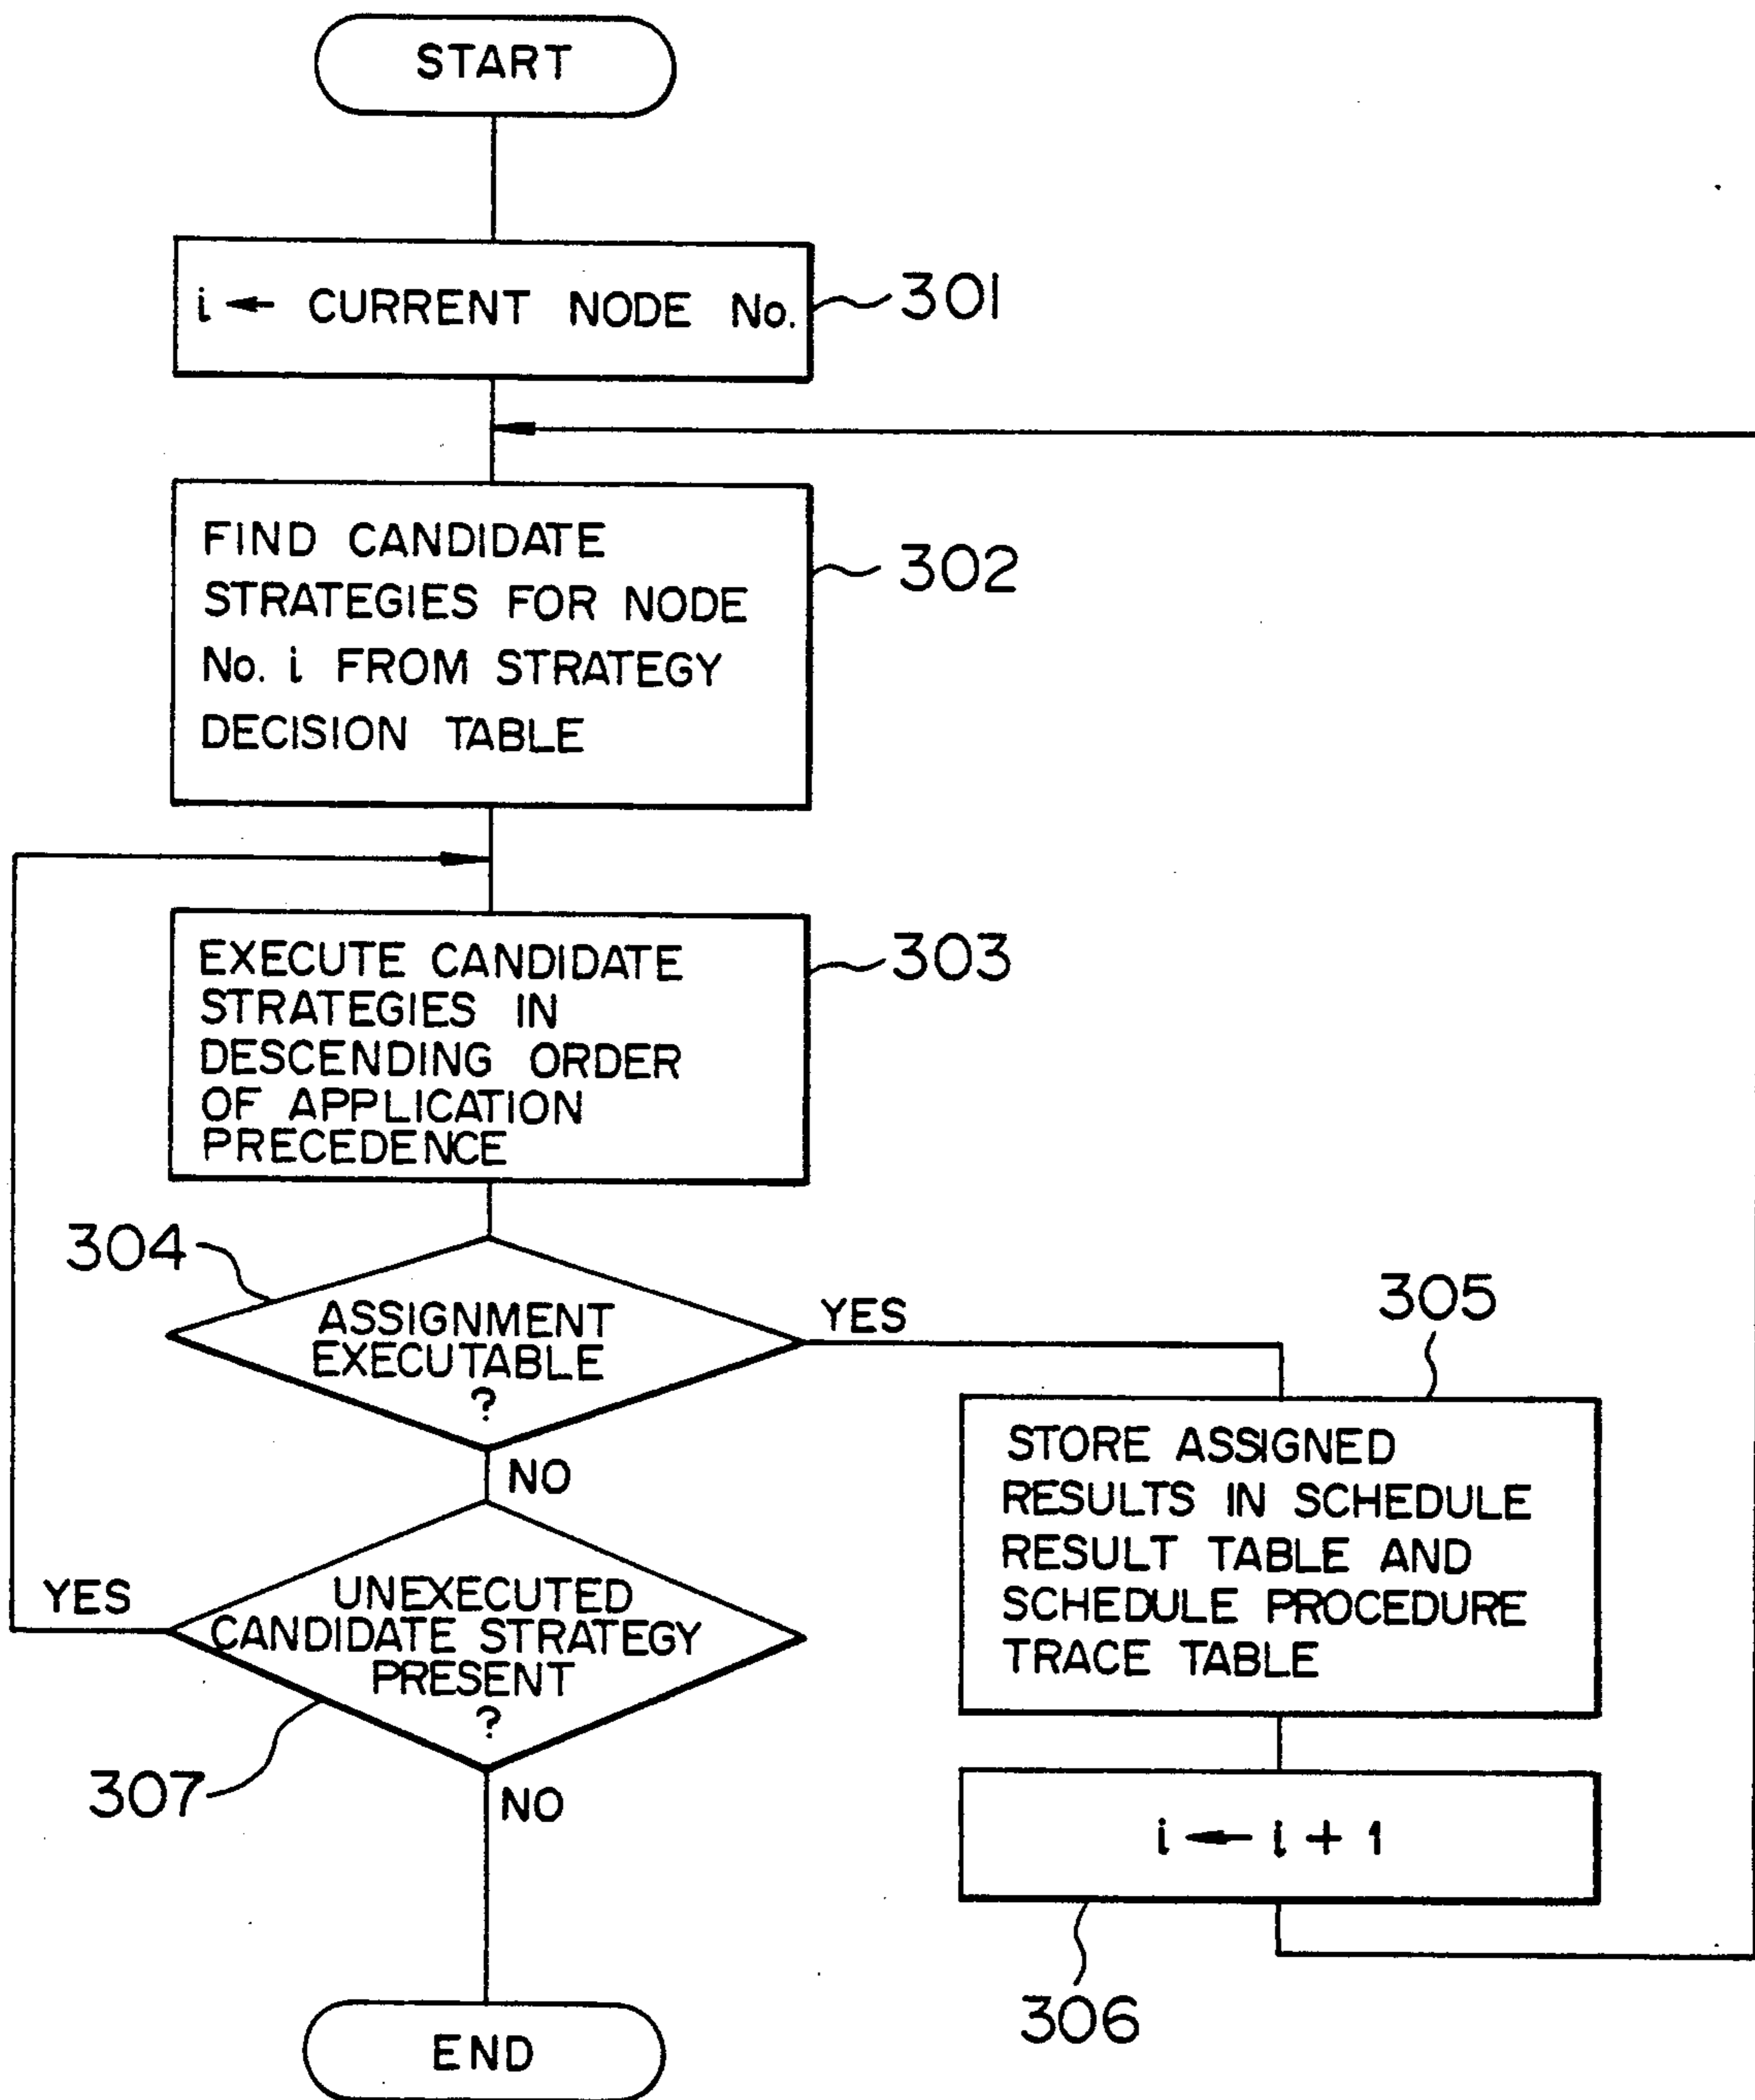 START
i ← CURRENT NODE No.
301
FIND CANDIDATE
STRATEGIES FOR NODE
No. i FROM STRATEGY
DECISION TABLE
302
EXECUTE CANDIDATE
STRATEGIES IN
DESCENDING ORDER
OF APPLICATION
PRECEDENCE
303
304
ASSIGNMENT
EXECUTABLE
?
YES
NO
305
STORE ASSIGNED
RESULTS IN SCHEDULE
RESULT TABLE AND
SCHEDULE PROCEDURE
TRACE TABLE
i ← i + 1
306
YES
UNEXECUTED
CANDIDATE STRATEGY
PRESENT
?
307
NO
END